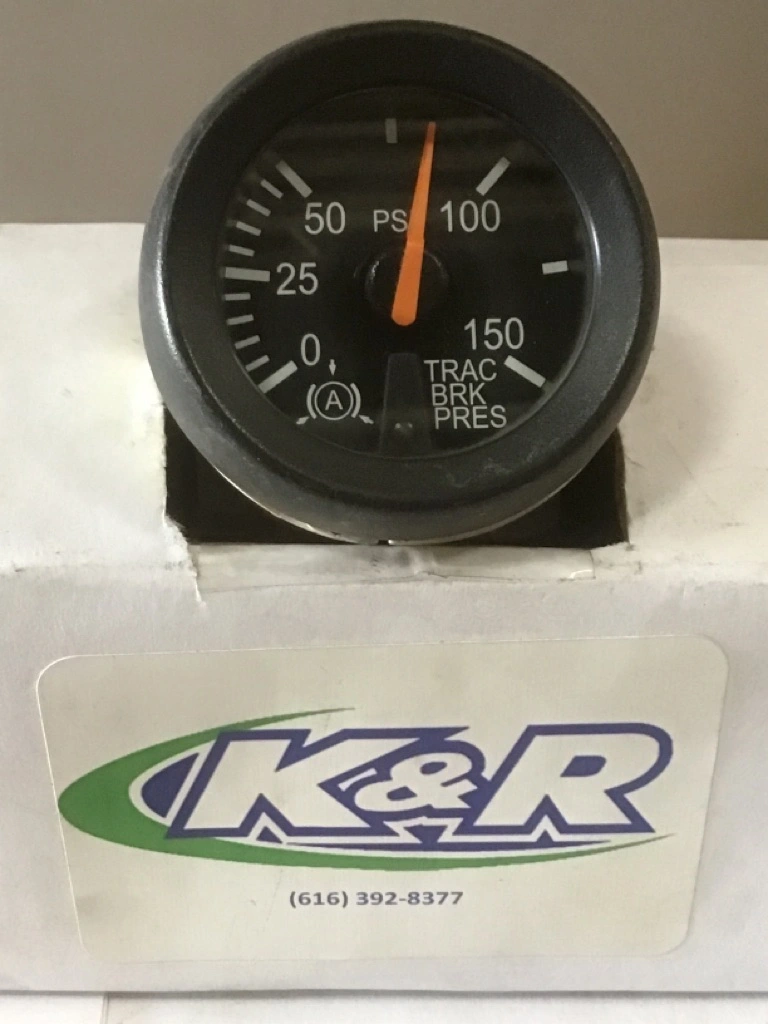 50 PS 100
25
0 150
A
TRAC
BRK
PRES
K&R
(616) 392-8377